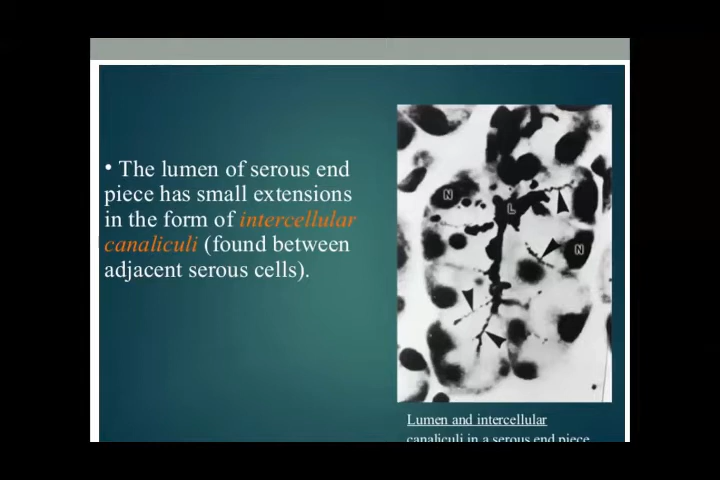 • The lumen of serous end
piece has small extensions
in the form of intercellular
canaliculi (found between
adjacent serous cells).
N
L
N
Lumen and intercellular
canaliculi in a serous end piece